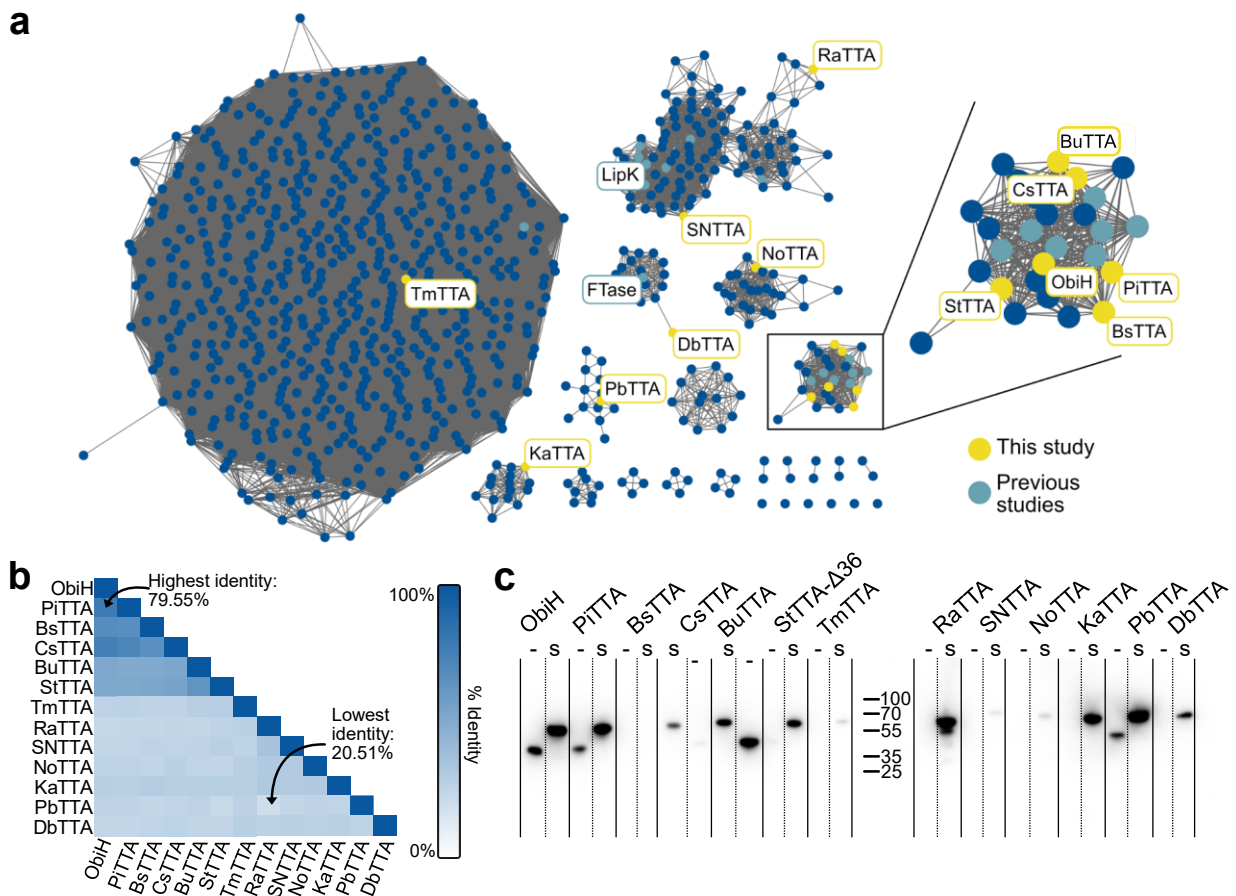 a
RaTTA
LipK
SNTTA
NoTTA
TmTTA
FTase
DbTTA
PbTTA
KaTTA
BuTTA
CsTTA
ObiH
PiTTA
StTTA
BsTTA
This study
Previous
studies
b
Highest identity:
79.55%
Lowest
identity:
20.51%
ObiH
PiTTA
BsTTA
CsTTA
BuTTA
StTTA
TmTTA
RaTTA
SNTTA
NoTTA
KaTTA
PbTTA
DbTTA
ObiH PiTTA BsTTA CsTTA BuTTA StTTA TmTTA RaTTA SNTTA NoTTA KaTTA PbTTA DbTTA
100%
% Identity
0%
c
ObiH PiTTA BsTTA CsTTA BuTTA StTTA-Δ36 TmTTA
- S - S - S - S - S - S
RaTTA SNTTA NoTTA KaTTA PbTTA DbTTA
- S - S - S - S - S - S
100
70
55
35
25